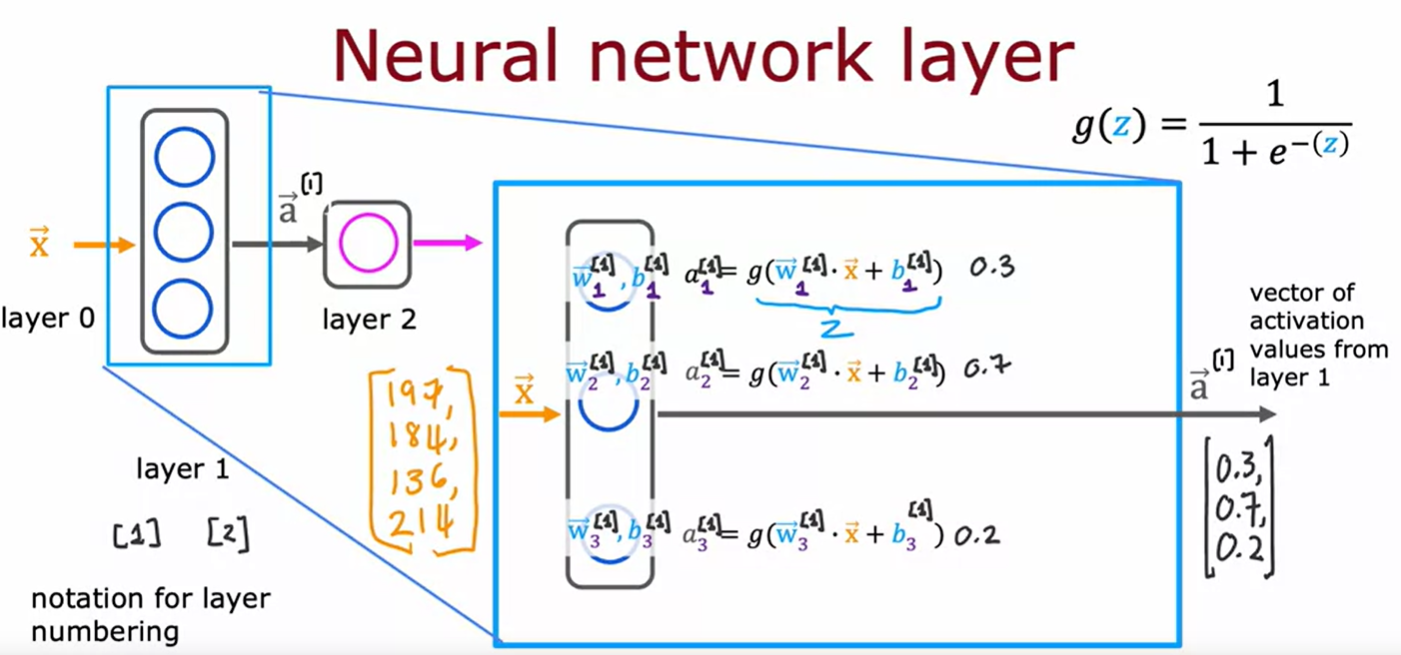 Neural network layer
g(z) = 1 / (1 + e^−(z))
x⃗
a⃗^[1]
layer 0
layer 2
layer 1
[1] [2]
notation for layer
numbering
[197,
184,
136,
214]
x⃗
w⃗₁^[1], b₁^[1] a₁^[1] = g(w⃗₁^[1] · x⃗ + b₁^[1]) 0.3
z
w⃗₂^[1], b₂^[1] a₂^[1] = g(w⃗₂^[1] · x⃗ + b₂^[1]) 0.7
w⃗₃^[1], b₃^[1] a₃^[1] = g(w⃗₃^[1] · x⃗ + b₃^[1]) 0.2
vector of
activation
values from
layer 1
a⃗^[1]
[0.3,
0.7,
0.2]